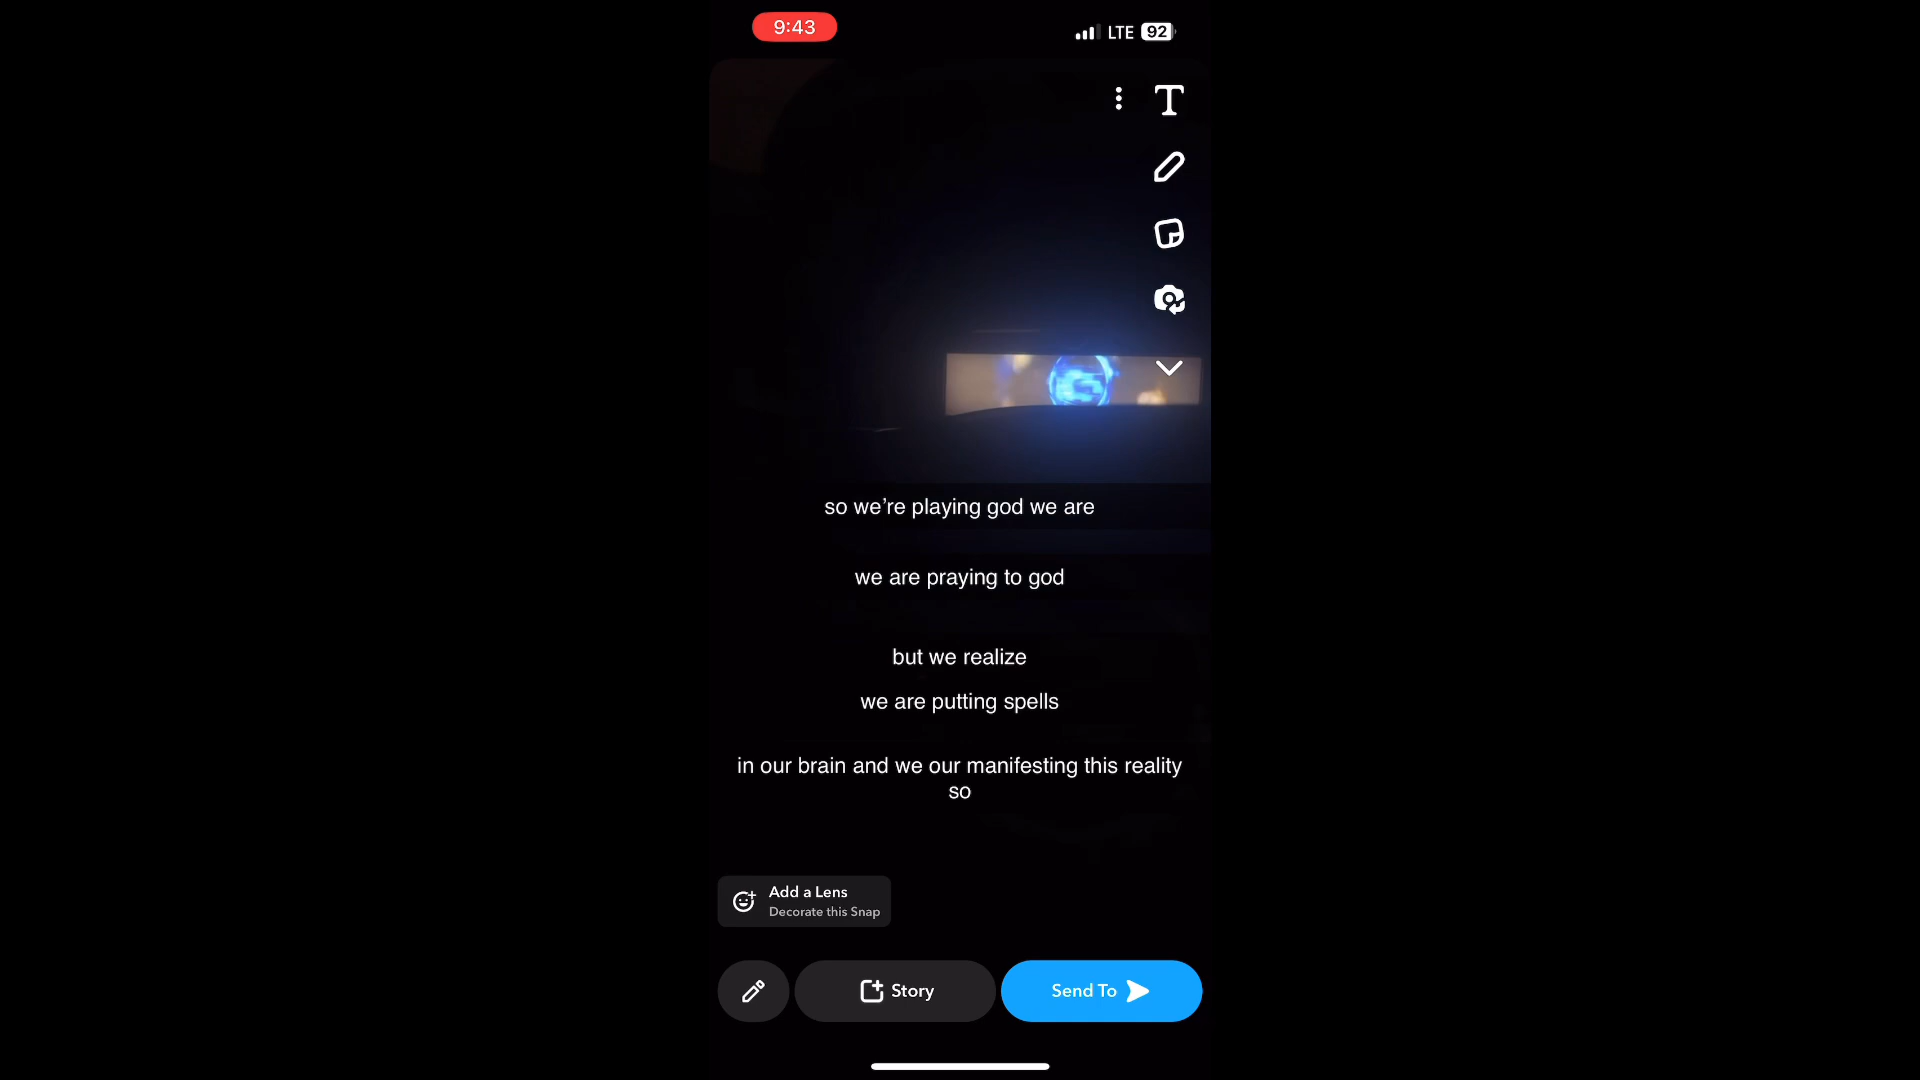 9:43
LTE 92
T
so we're playing god we are
we are praying to god
but we realize
we are putting spells
in our brain and we our manifesting this reality
so
Add a Lens
Decorate this Snap
Story
Send To